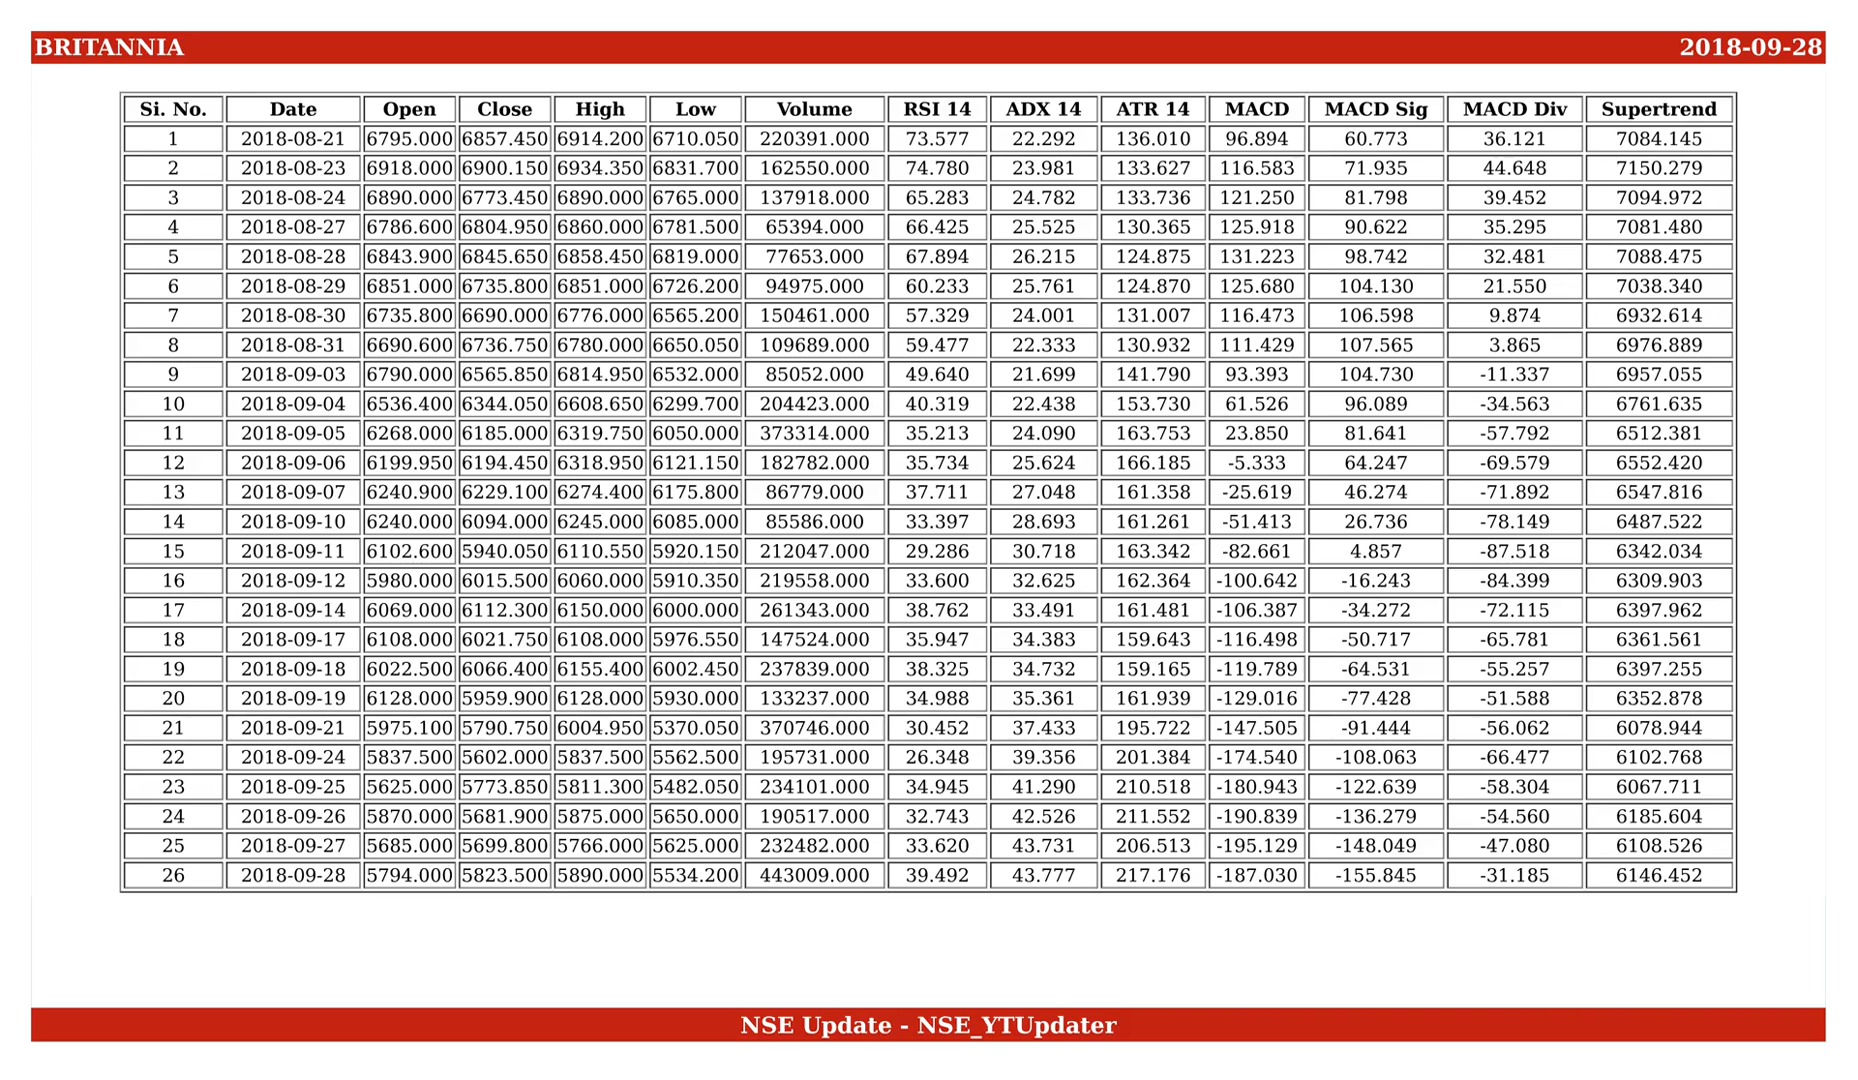 BRITANNIA 2018-09-28
Si. No. Date Open Close High Low Volume RSI 14 ADX 14 ATR 14 MACD MACD Sig MACD Div Supertrend
1 2018-08-21 6795.000 6857.450 6914.200 6710.050 220391.000 73.577 22.292 136.010 96.894 60.773 36.121 7084.145
2 2018-08-23 6918.000 6900.150 6934.350 6831.700 162550.000 74.780 23.981 133.627 116.583 71.935 44.648 7150.279
3 2018-08-24 6890.000 6773.450 6890.000 6765.000 137918.000 65.283 24.782 133.736 121.250 81.798 39.452 7094.972
4 2018-08-27 6786.600 6804.950 6860.000 6781.500 65394.000 66.425 25.525 130.365 125.918 90.622 35.295 7081.480
5 2018-08-28 6843.900 6845.650 6858.450 6819.000 77653.000 67.894 26.215 124.875 131.223 98.742 32.481 7088.475
6 2018-08-29 6851.000 6735.800 6851.000 6726.200 94975.000 60.233 25.761 124.870 125.680 104.130 21.550 7038.340
7 2018-08-30 6735.800 6690.000 6776.000 6565.200 150461.000 57.329 24.001 131.007 116.473 106.598 9.874 6932.614
8 2018-08-31 6690.600 6736.750 6780.000 6650.050 109689.000 59.477 22.333 130.932 111.429 107.565 3.865 6976.889
9 2018-09-03 6790.000 6565.850 6814.950 6532.000 85052.000 49.640 21.699 141.790 93.393 104.730 -11.337 6957.055
10 2018-09-04 6536.400 6344.050 6608.650 6299.700 204423.000 40.319 22.438 153.730 61.526 96.089 -34.563 6761.635
11 2018-09-05 6268.000 6185.000 6319.750 6050.000 373314.000 35.213 24.090 163.753 23.850 81.641 -57.792 6512.381
12 2018-09-06 6199.950 6194.450 6318.950 6121.150 182782.000 35.734 25.624 166.185 -5.333 64.247 -69.579 6552.420
13 2018-09-07 6240.900 6229.100 6274.400 6175.800 86779.000 37.711 27.048 161.358 -25.619 46.274 -71.892 6547.816
14 2018-09-10 6240.000 6094.000 6245.000 6085.000 85586.000 33.397 28.693 161.261 -51.413 26.736 -78.149 6487.522
15 2018-09-11 6102.600 5940.050 6110.550 5920.150 212047.000 29.286 30.718 163.342 -82.661 4.857 -87.518 6342.034
16 2018-09-12 5980.000 6015.500 6060.000 5910.350 219558.000 33.600 32.625 162.364 -100.642 -16.243 -84.399 6309.903
17 2018-09-14 6069.000 6112.300 6150.000 6000.000 261343.000 38.762 33.491 161.481 -106.387 -34.272 -72.115 6397.962
18 2018-09-17 6108.000 6021.750 6108.000 5976.550 147524.000 35.947 34.383 159.643 -116.498 -50.717 -65.781 6361.561
19 2018-09-18 6022.500 6066.400 6155.400 6002.450 237839.000 38.325 34.732 159.165 -119.789 -64.531 -55.257 6397.255
20 2018-09-19 6128.000 5959.900 6128.000 5930.000 133237.000 34.988 35.361 161.939 -129.016 -77.428 -51.588 6352.878
21 2018-09-21 5975.100 5790.750 6004.950 5370.050 370746.000 30.452 37.433 195.722 -147.505 -91.444 -56.062 6078.944
22 2018-09-24 5837.500 5602.000 5837.500 5562.500 195731.000 26.348 39.356 201.384 -174.540 -108.063 -66.477 6102.768
23 2018-09-25 5625.000 5773.850 5811.300 5482.050 234101.000 34.945 41.290 210.518 -180.943 -122.639 -58.304 6067.711
24 2018-09-26 5870.000 5681.900 5875.000 5650.000 190517.000 32.743 42.526 211.552 -190.839 -136.279 -54.560 6185.604
25 2018-09-27 5685.000 5699.800 5766.000 5625.000 232482.000 33.620 43.731 206.513 -195.129 -148.049 -47.080 6108.526
26 2018-09-28 5794.000 5823.500 5890.000 5534.200 443009.000 39.492 43.777 217.176 -187.030 -155.845 -31.185 6146.452
NSE Update - NSE_YTUpdater